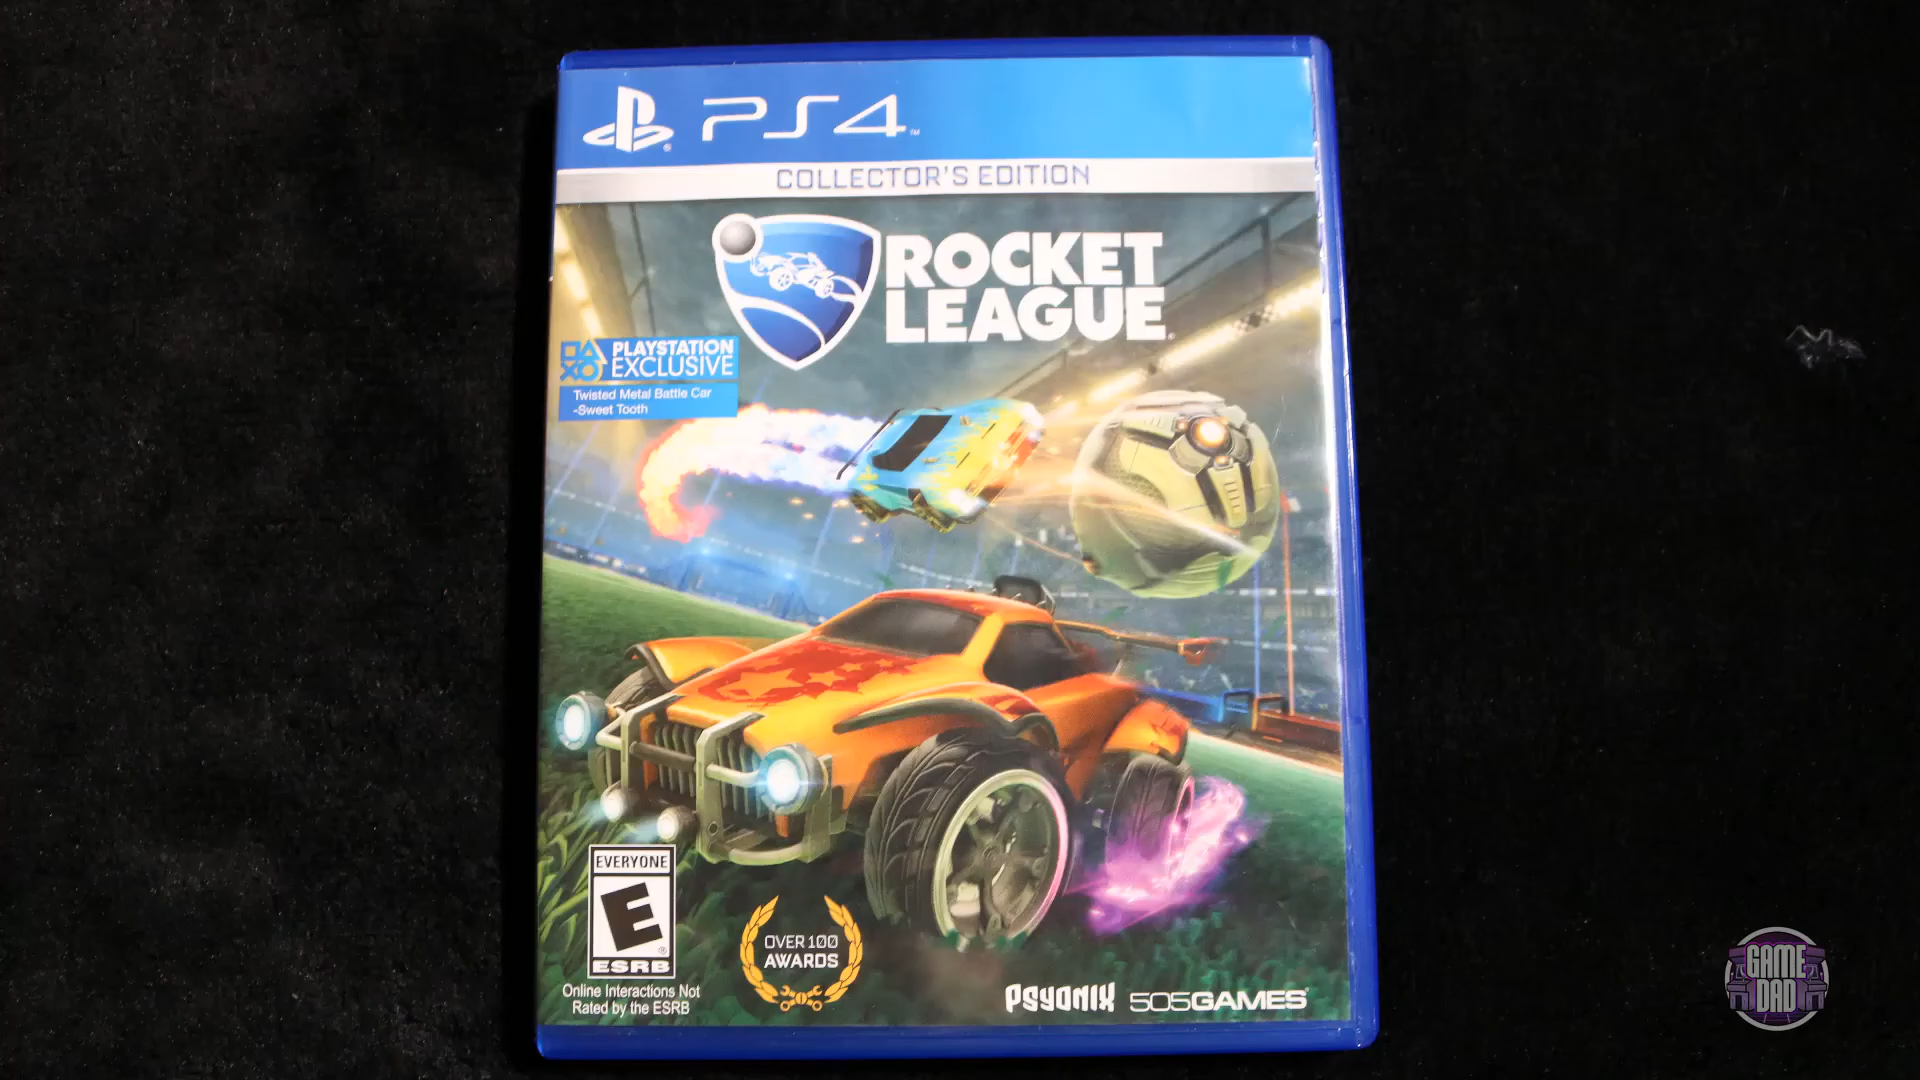 PS4™
COLLECTOR'S EDITION
ROCKET
LEAGUE®
PLAYSTATION
EXCLUSIVE
Twisted Metal Battle Car
-Sweet Tooth
EVERYONE
E
®
ESRB
Online Interactions Not
Rated by the ESRB
OVER 100
AWARDS
PSYONIX 505GAMES®
GAME
DAD